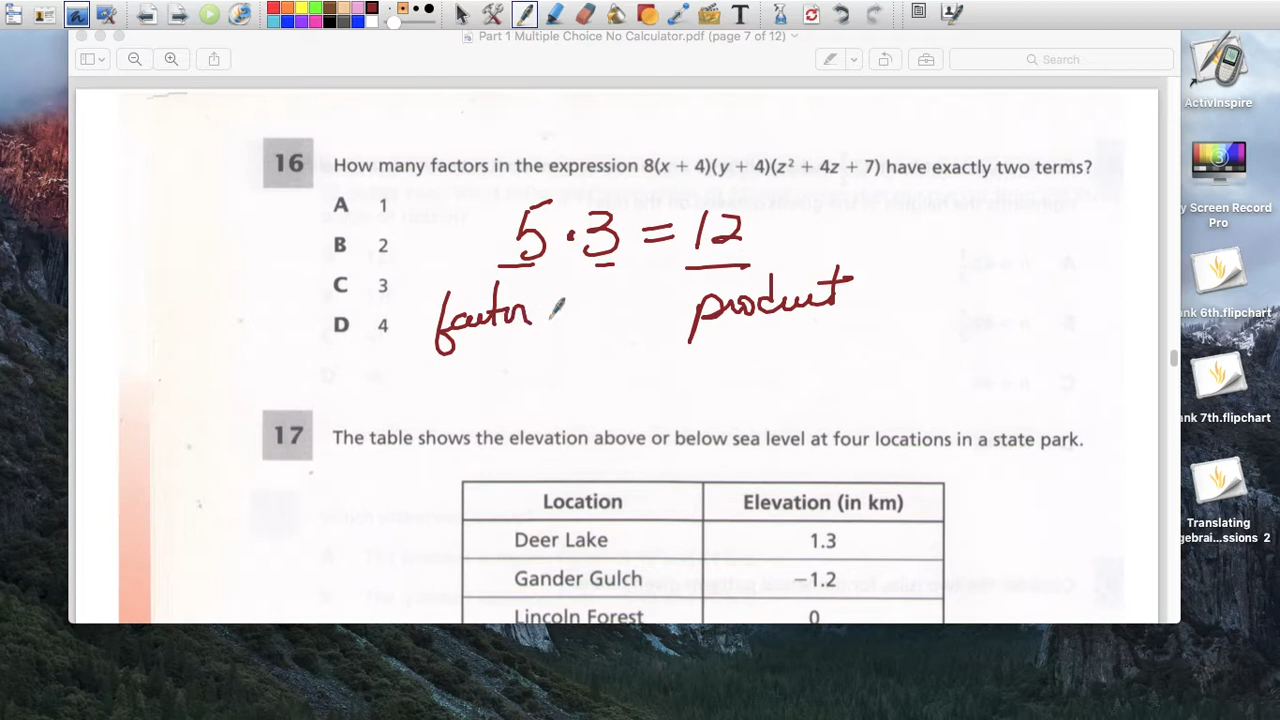 Part 1 Multiple Choice No Calculator.pdf (page 7 of 12)
Search
16
How many factors in the expression 8(x + 4)(y + 4)(z² + 4z + 7) have exactly two terms?
A 1
B 2
C 3
D 4
5 · 3 = 12
factor product
17
The table shows the elevation above or below sea level at four locations in a state park.
Location Elevation (in km)
Deer Lake 1.3
Gander Gulch −1.2
Lincoln Forest 0
ActivInspire
3
y Screen Record
Pro
nk 6th.flipchart
ank 7th.flipchart
Translating
lgebrai...ssions 2